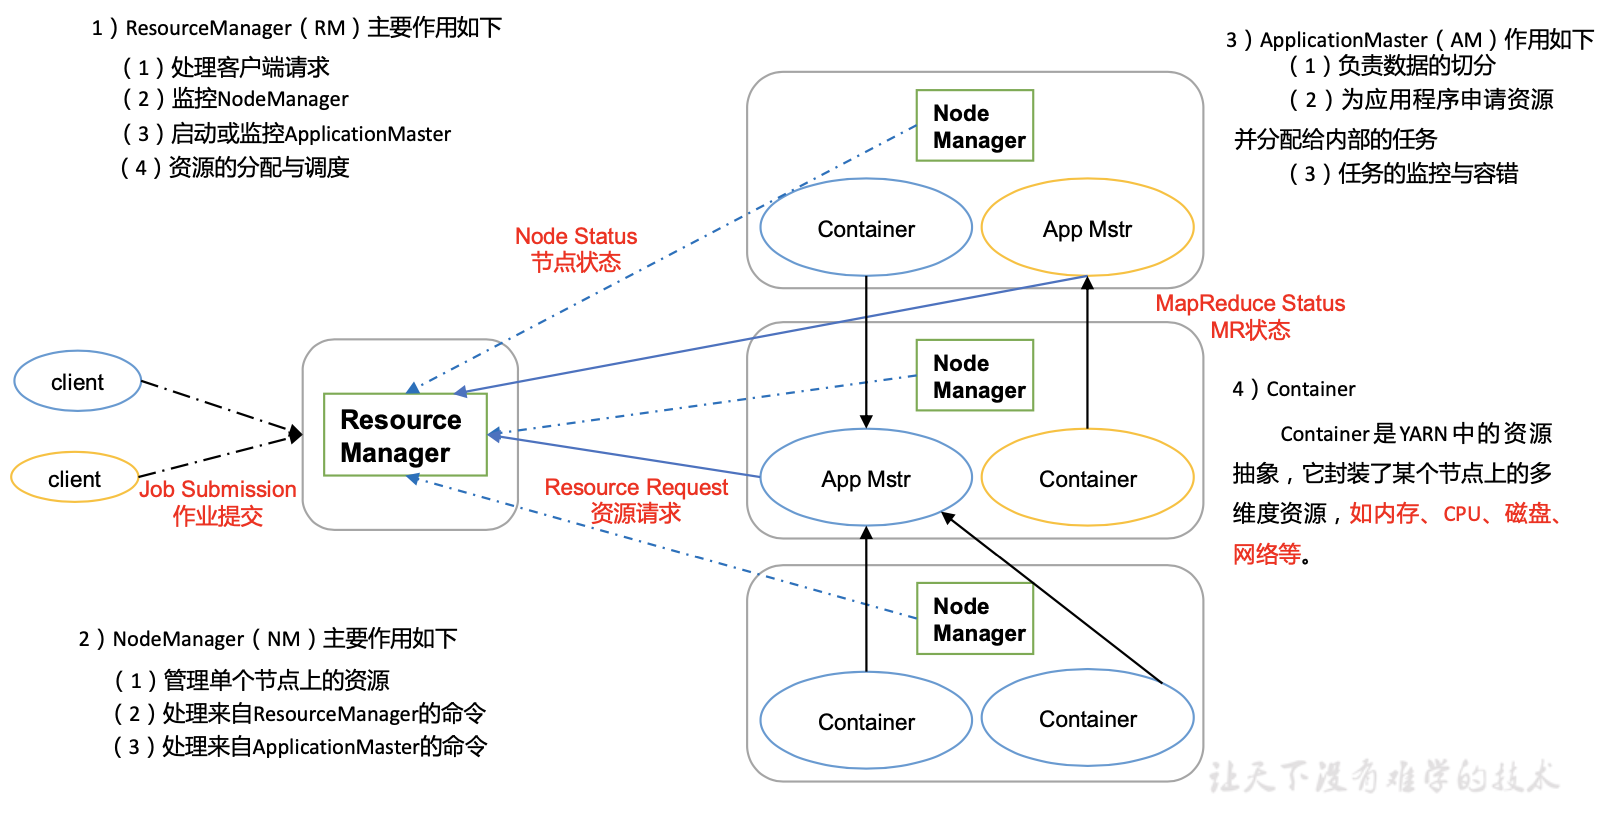 1）ResourceManager（RM）主要作用如下
（1）处理客户端请求
（2）监控NodeManager
（3）启动或监控ApplicationMaster
（4）资源的分配与调度
3）ApplicationMaster（AM）作用如下
（1）负责数据的切分
（2）为应用程序申请资源
并分配给内部的任务
（3）任务的监控与容错
Node
Manager
Container
App Mstr
Node Status
节点状态
MapReduce Status
MR状态
Node
Manager
App Mstr
Container
client
client
Resource
Manager
Job Submission
作业提交
Resource Request
资源请求
4）Container
Container是YARN中的资源
抽象，它封装了某个节点上的多
维度资源，如内存、CPU、磁盘、
网络等。
Node
Manager
Container
Container
2）NodeManager（NM）主要作用如下
（1）管理单个节点上的资源
（2）处理来自ResourceManager的命令
（3）处理来自ApplicationMaster的命令
让天下没有难学的技术